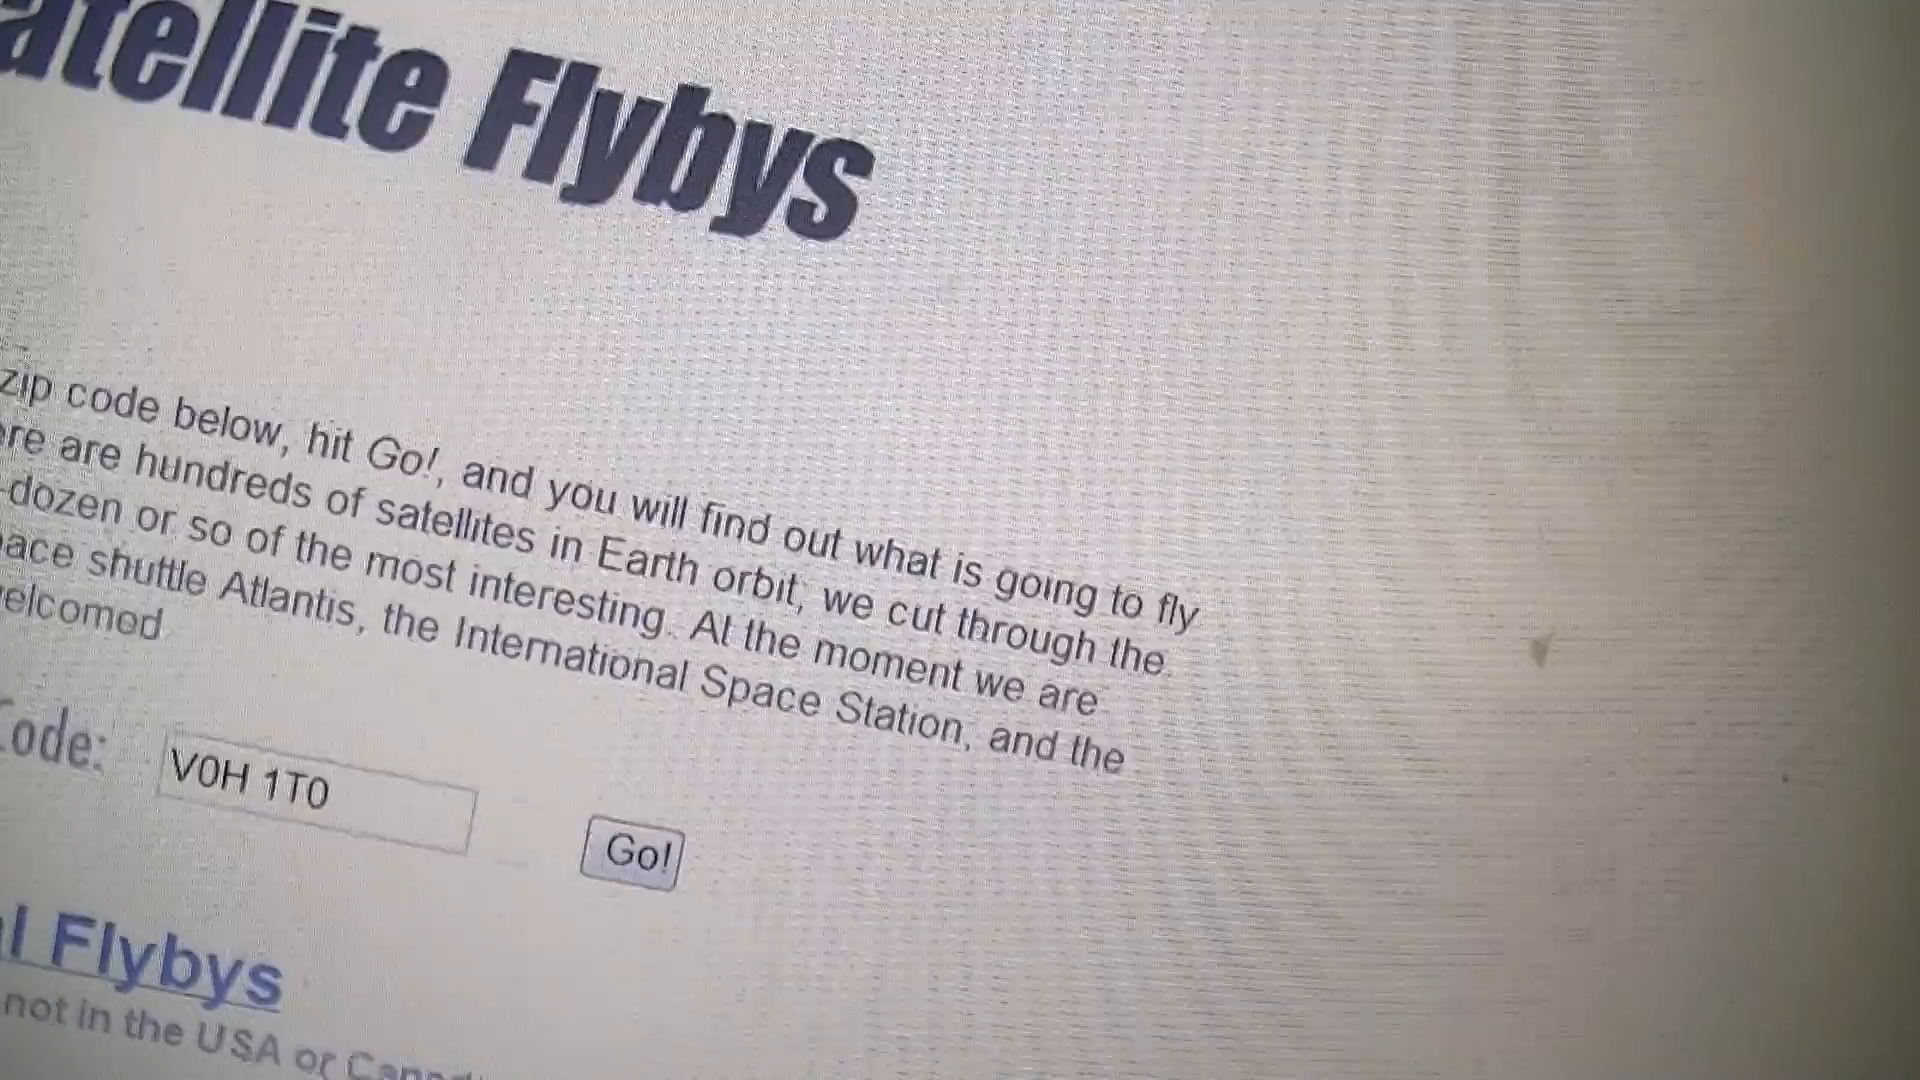 atellite Flybys
zip code below, hit Go!, and you will find out what is going to fly
ere are hundreds of satellites in Earth orbit; we cut through the
-dozen or so of the most interesting. At the moment we are
ace shuttle Atlantis, the International Space Station, and the
elcomed
Code:
V0H 1T0
Go!
l Flybys
not in the USA or Canad